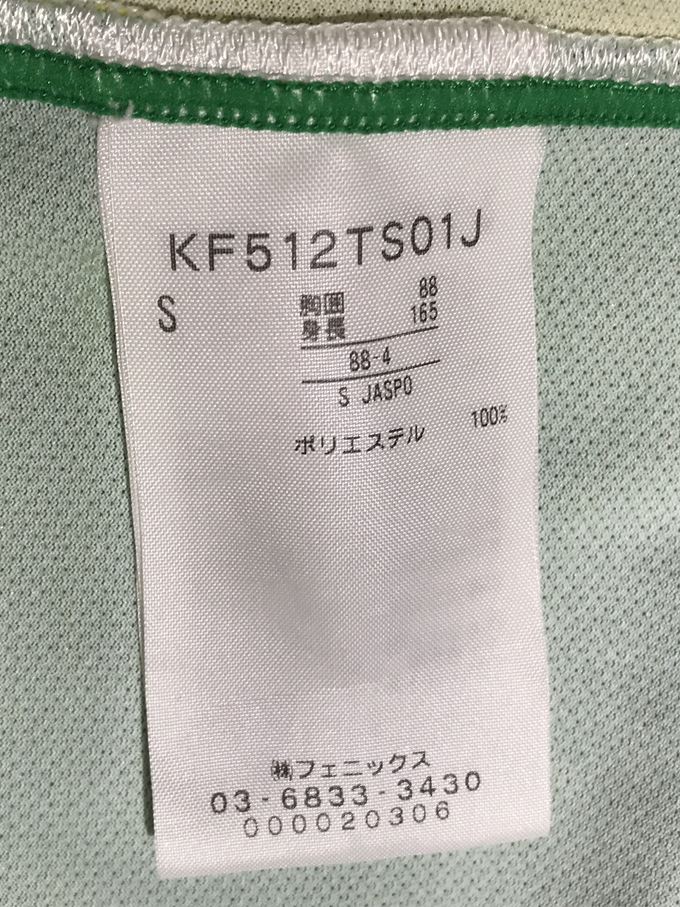 KF512TS01J
S
胸囲 88
身長 165
88-4
S JASPO
ポリエステル 100%
㈱フェニックス
03-6833-3430
000020306